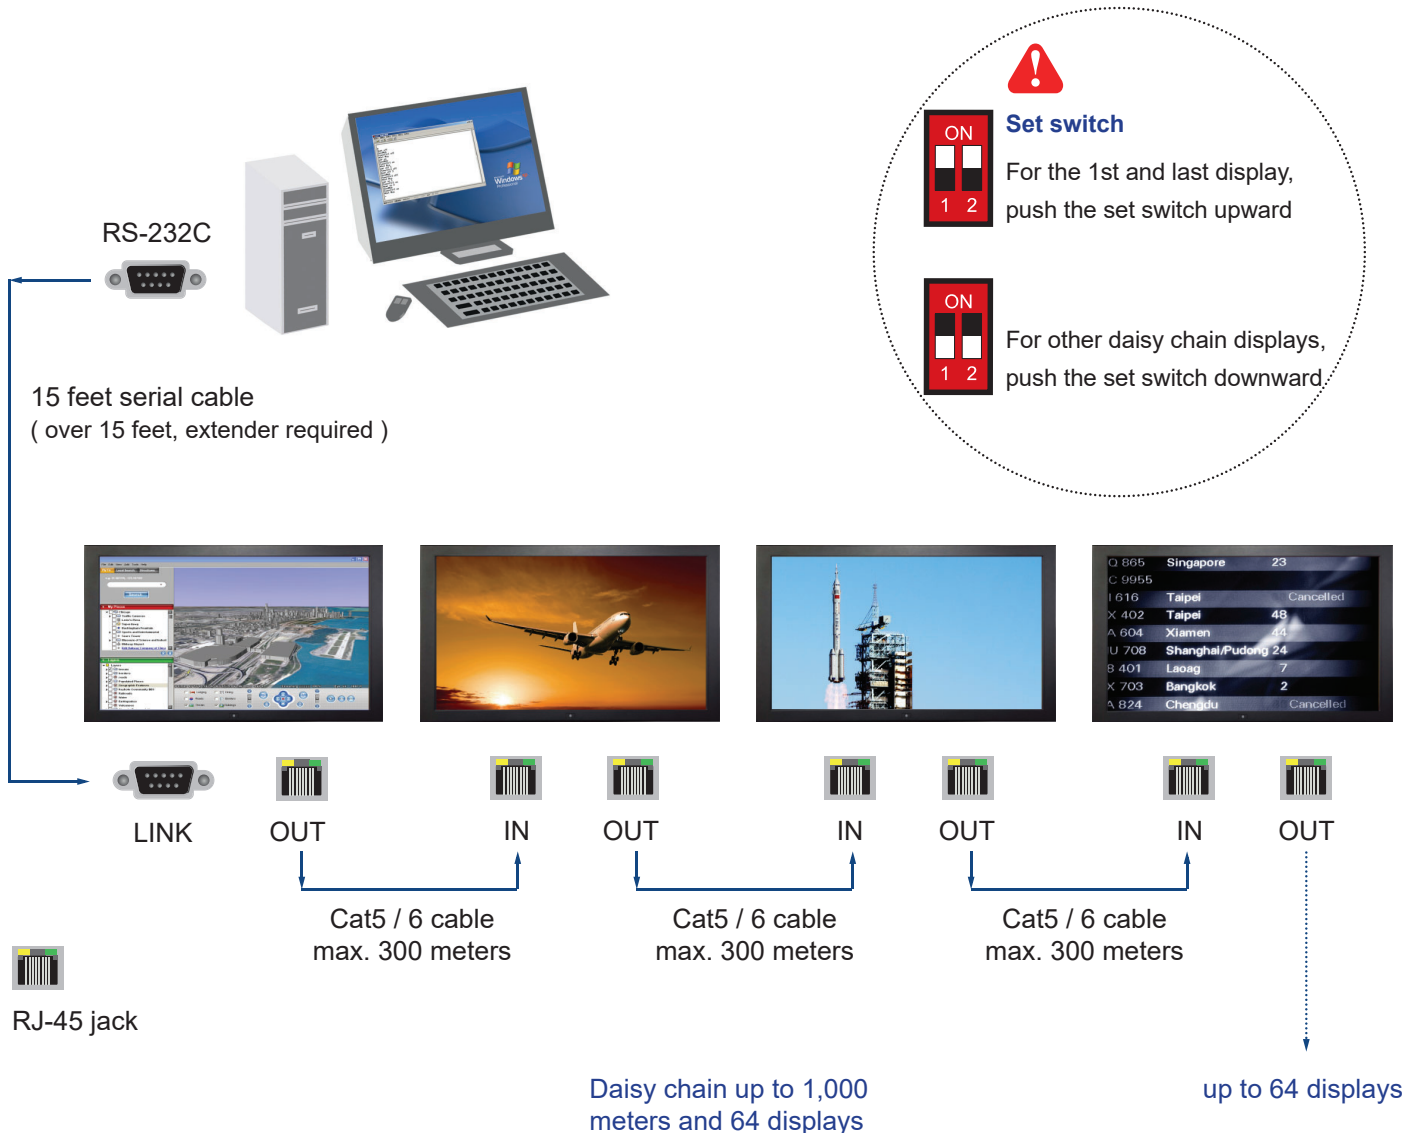 ON
1 2
Set switch
For the 1st and last display,
push the set switch upward
ON
1 2
For other daisy chain displays,
push the set switch downward
RS-232C
Windows
15 feet serial cable
( over 15 feet, extender required )
Q 865 Singapore 23
C 9955
I 616 Taipei Cancelled
X 402 Taipei 48
A 604 Xiamen 44
U 708 Shanghai/Pudong 24
8 401 Laoag 7
X 703 Bangkok 2
A 824 Chengdu Cancelled
LINK OUT IN OUT IN OUT IN OUT
Cat5 / 6 cable
max. 300 meters
Cat5 / 6 cable
max. 300 meters
Cat5 / 6 cable
max. 300 meters
RJ-45 jack
Daisy chain up to 1,000
meters and 64 displays
up to 64 displays